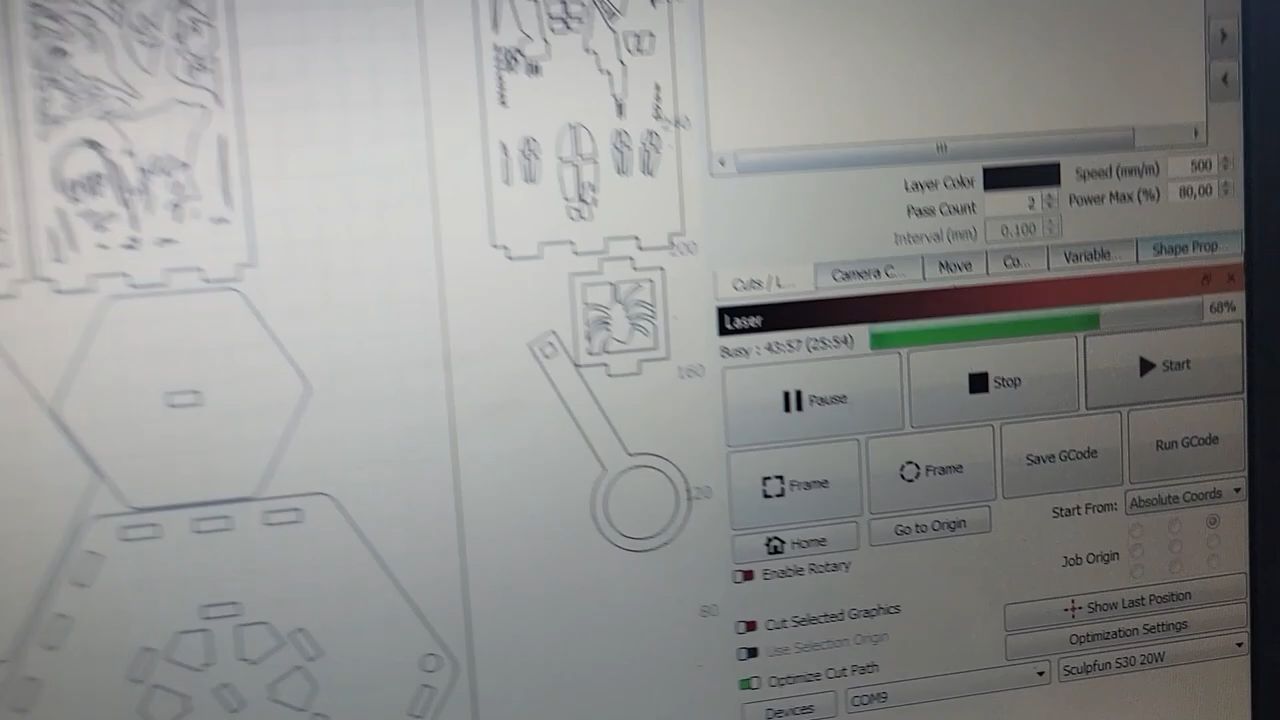 Layer Color
Speed (mm/m) 500
Pass Count 2
Power Max (%) 80,00
Interval (mm) 0.100
200
Cuts / L...
Camera C...
Move
Co...
Variable...
Shape Prop...
Laser
Busy : 43:57 (25:54)
68%
160
Pause
Stop
Start
120
Frame
Frame
Save GCode
Run GCode
Home
Go to Origin
Start From:
Absolute Coords
Enable Rotary
Job Origin
80
Cut Selected Graphics
Show Last Position
Use Selection Origin
Optimization Settings
Optimize Cut Path
Devices
COM9
Sculpfun S30 20W